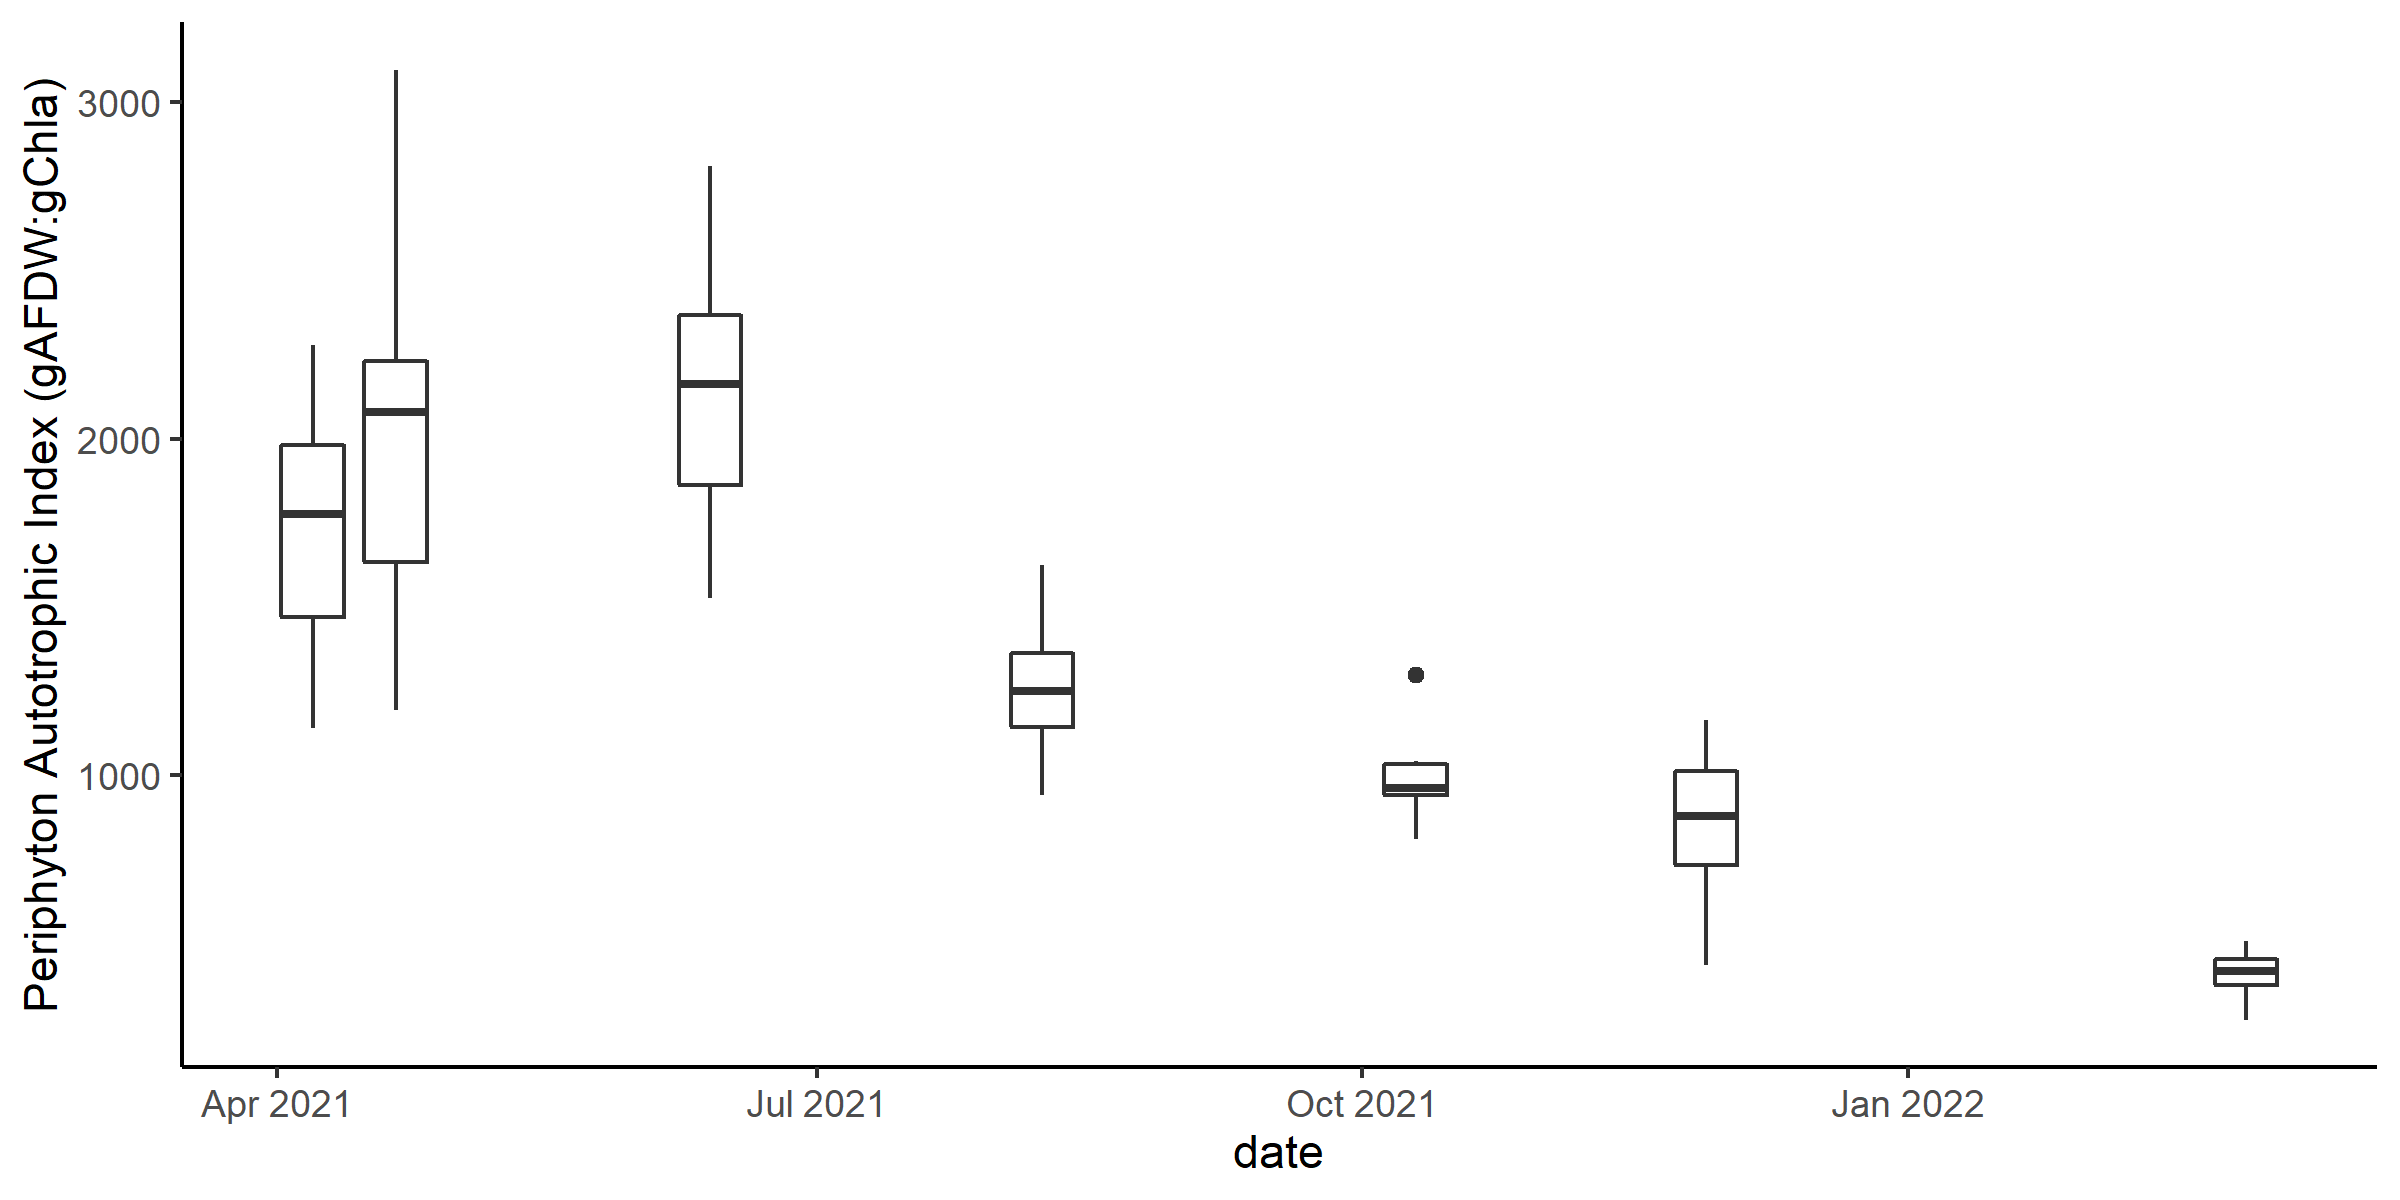 Periphyton Autotrophic Index (gAFDW:gChla)
3000
2000
1000
Apr 2021
Jul 2021
Oct 2021
Jan 2022
date